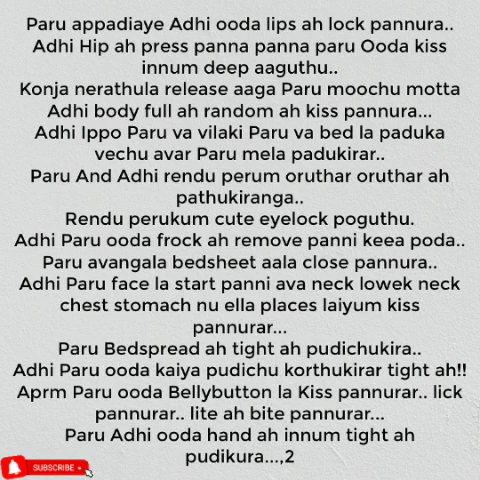 Paru appadiaye Adhi ooda lips ah lock pannura..
Adhi Hip ah press panna panna paru Ooda kiss
innum deep aaguthu..
Konja nerathula release aaga Paru moochu motta
Adhi body full ah random ah kiss pannura...
Adhi Ippo Paru va vilaki Paru va bed la paduka
vechu avar Paru mela padukirar..
Paru And Adhi rendu perum oruthar oruthar ah
pathukiranga..
Rendu perukum cute eyelock poguthu.
Adhi Paru ooda frock ah remove panni keea poda..
Paru avangala bedsheet aala close pannura..
Adhi Paru face la start panni ava neck lowek neck
chest stomach nu ella places laiyum kiss
pannurar...
Paru Bedspread ah tight ah pudichukira..
Adhi Paru ooda kaiya pudichu korthukirar tight ah!!
Aprm Paru ooda Bellybutton la Kiss pannurar.. lick
pannurar.. lite ah bite pannurar...
Paru Adhi ooda hand ah innum tight ah
pudikura...,2
SUBSCRIBE